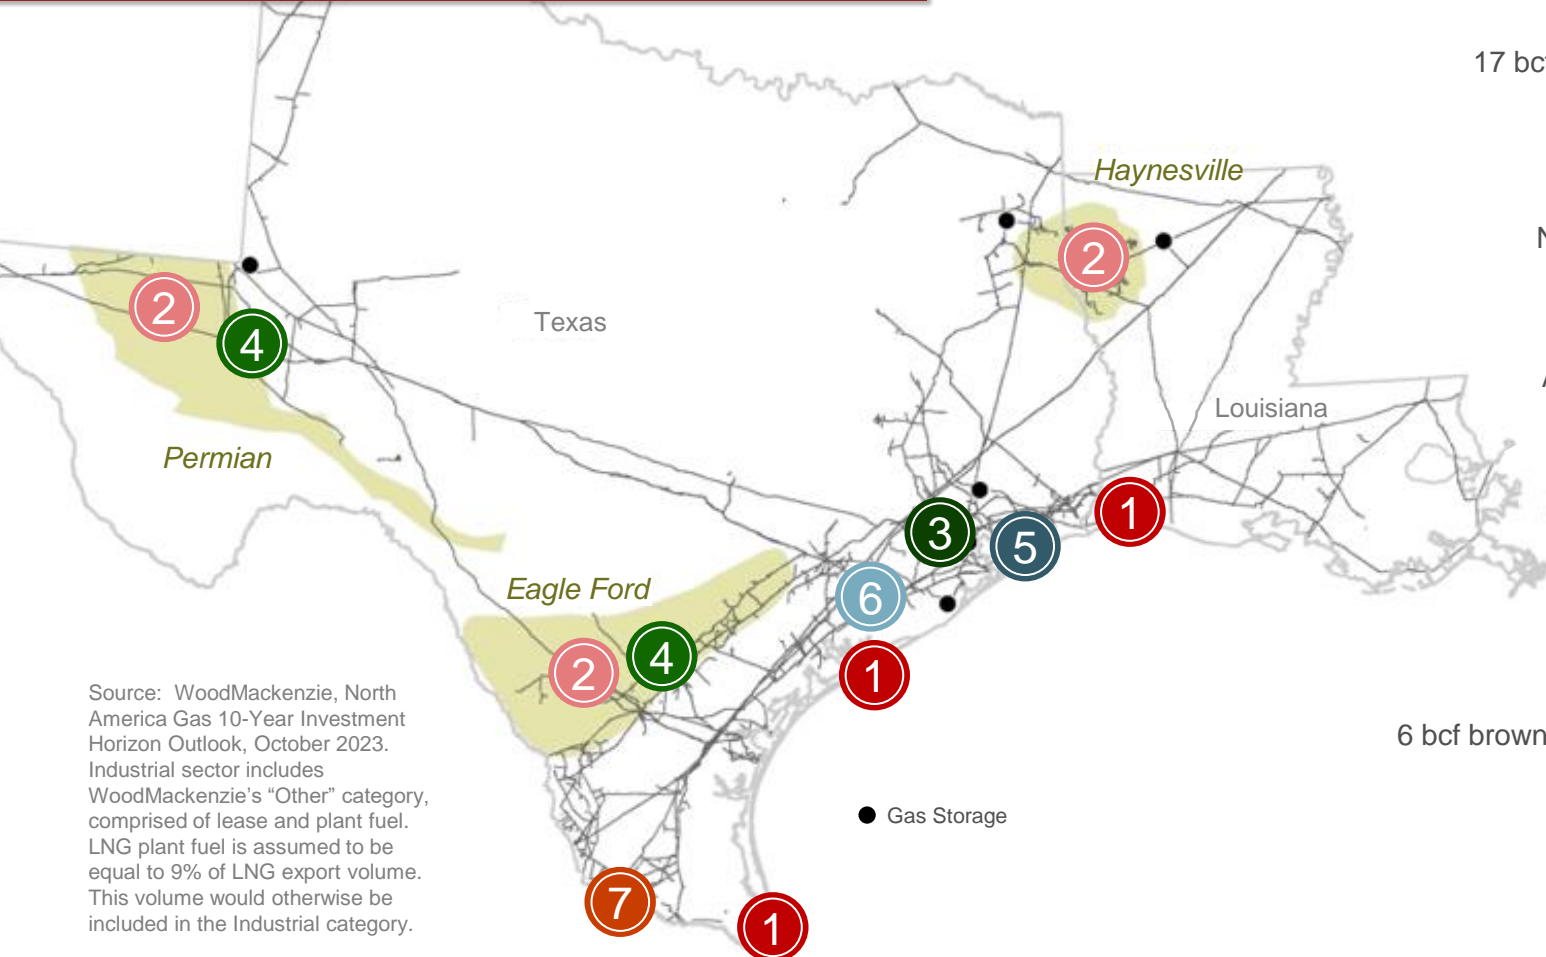 17 bcf
Haynesville
2
N
2
4
Texas
A
Louisiana
Permian
1
3
5
Eagle Ford
6
2
4
1
Source: WoodMackenzie, North
America Gas 10-Year Investment
Horizon Outlook, October 2023.
Industrial sector includes
WoodMackenzie's “Other” category,
comprised of lease and plant fuel.
LNG plant fuel is assumed to be
equal to 9% of LNG export volume.
This volume would otherwise be
included in the Industrial category.
6 bcf brown
Gas Storage
7
1